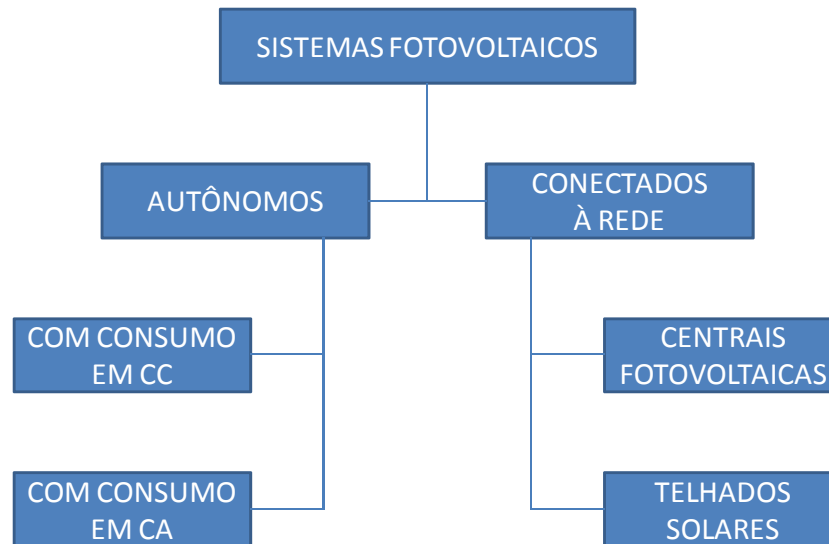 SISTEMAS FOTOVOLTAICOS
AUTÔNOMOS
CONECTADOS
À REDE
COM CONSUMO
EM CC
CENTRAIS
FOTOVOLTAICAS
COM CONSUMO
EM CA
TELHADOS
SOLARES